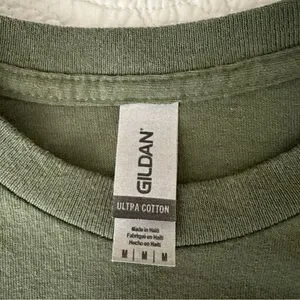 GILDAN
ULTRA COTTON
Made in Haiti
Fabriqué en Haïti
Hecho en Haití
M M M